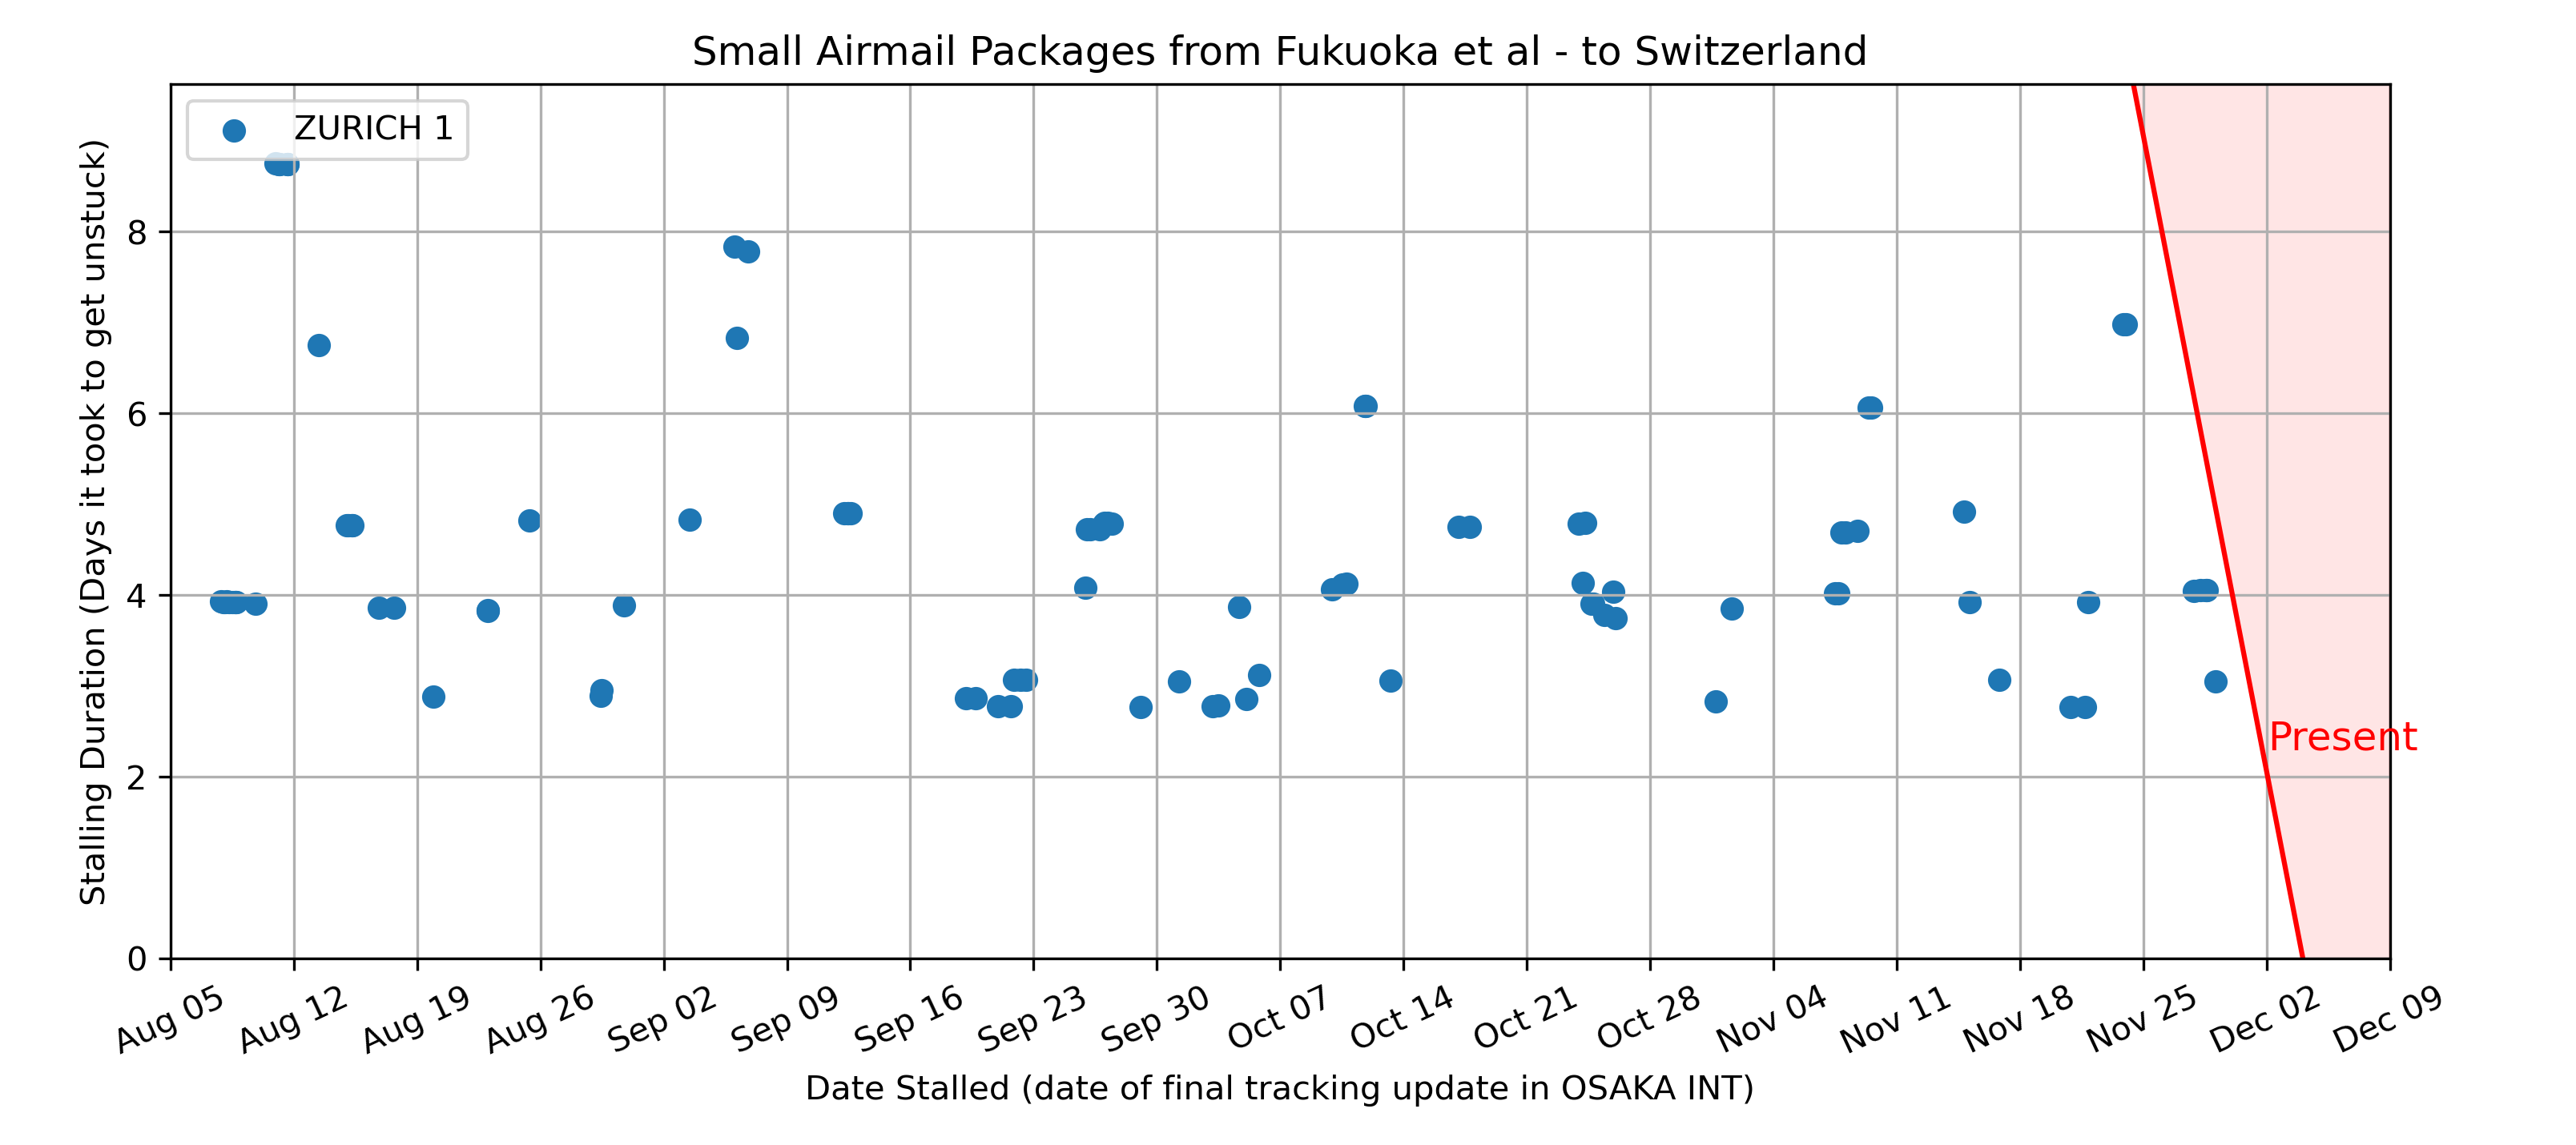 Small Airmail Packages from Fukuoka et al - to Switzerland
ZURICH 1
Stalling Duration (Days it took to get unstuck)
8
6
4
2
0
Present
Aug 05
Aug 12
Aug 19
Aug 26
Sep 02
Sep 09
Sep 16
Sep 23
Sep 30
Oct 07
Oct 14
Oct 21
Oct 28
Nov 04
Nov 11
Nov 18
Nov 25
Dec 02
Dec 09
Date Stalled (date of final tracking update in OSAKA INT)